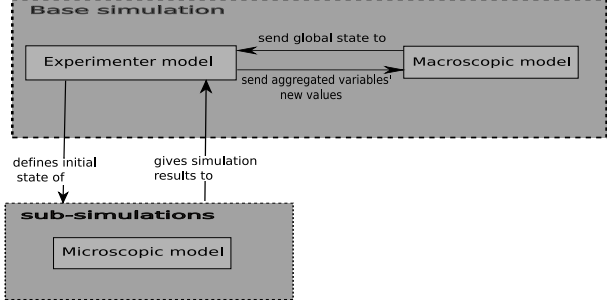 Base simulation
send global state to
Experimenter model
Macroscopic model
send aggregated variables'
new values
defines initial
state of
gives simulation
results to
sub-simulations
Microscopic model